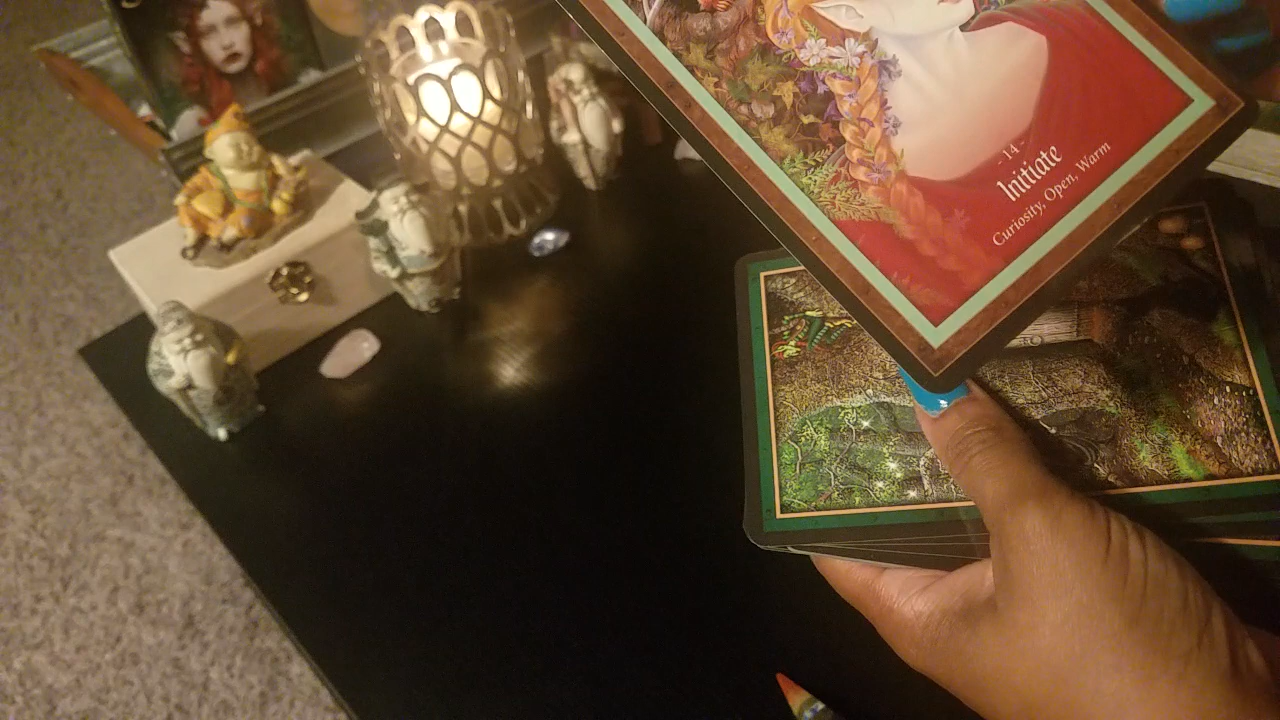 - 14 -
Initiate
Curiosity, Open, Warm